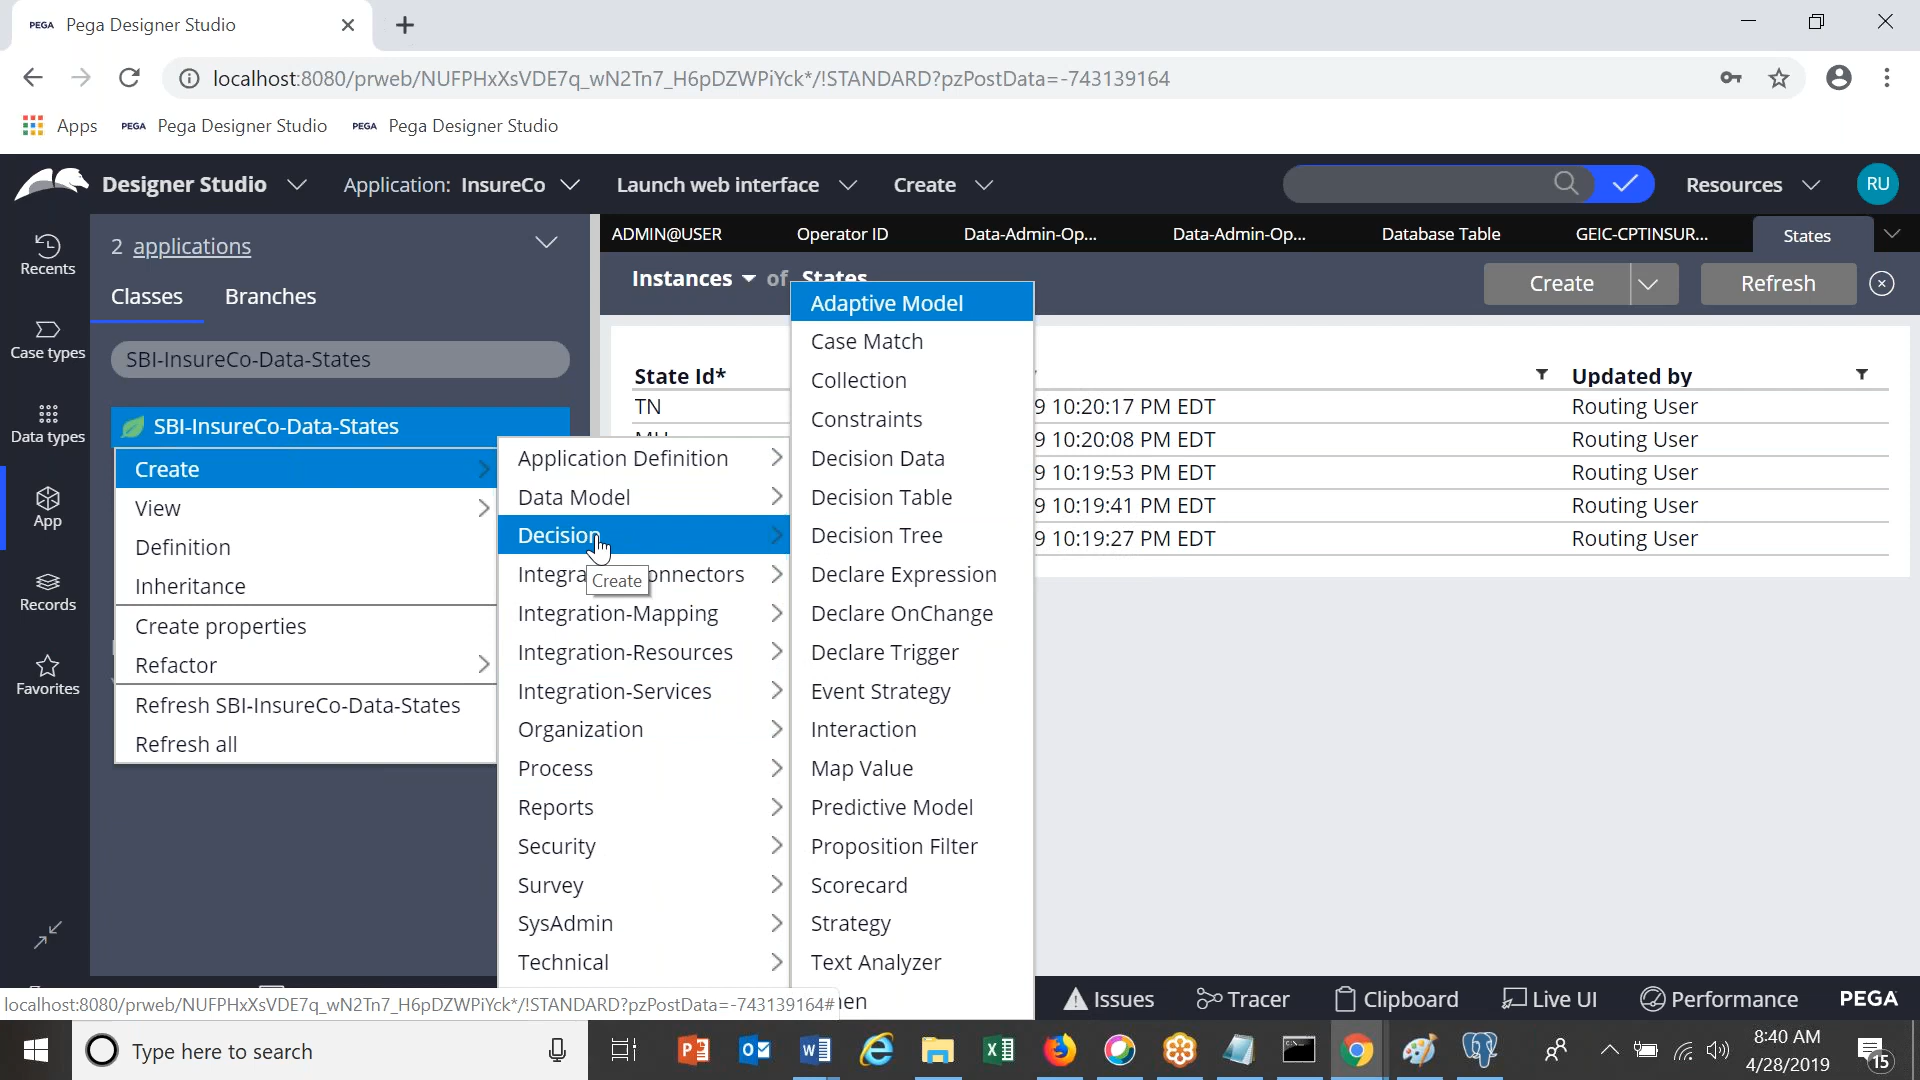 PEGA Pega Designer Studio
localhost:8080/prweb/NUFPHxXsVDE7q_wN2Tn7_H6pDZWPiYck*/!STANDARD?pzPostData=-743139164
Apps PEGA Pega Designer Studio PEGA Pega Designer Studio
Designer Studio Application: InsureCo Launch web interface Create Resources RU
Recents
Case types
Data types
App
Records
Favorites
2 applications
Classes Branches
SBI-InsureCo-Data-States
SBI-InsureCo-Data-States
Create
View
Definition
Inheritance
Create properties
Refactor
Refresh SBI-InsureCo-Data-States
Refresh all
Application Definition
Data Model
Decision
Create
Integra onnectors
Integration-Mapping
Integration-Resources
Integration-Services
Organization
Process
Reports
Security
Survey
SysAdmin
Technical
Adaptive Model
Case Match
Collection
Constraints
Decision Data
Decision Table
Decision Tree
Declare Expression
Declare OnChange
Declare Trigger
Event Strategy
Interaction
Map Value
Predictive Model
Proposition Filter
Scorecard
Strategy
Text Analyzer
en
ADMIN@USER Operator ID Data-Admin-Op... Data-Admin-Op... Database Table GEIC-CPTINSUR... States
Instances of States Create Refresh
State Id* Updated by
TN 9 10:20:17 PM EDT Routing User
9 10:20:08 PM EDT Routing User
9 10:19:53 PM EDT Routing User
9 10:19:41 PM EDT Routing User
9 10:19:27 PM EDT Routing User
localhost:8080/prweb/NUFPHxXsVDE7q_wN2Tn7_H6pDZWPiYck*/!STANDARD?pzPostData=-743139164#
Issues Tracer Clipboard Live UI Performance PEGA
Type here to search
8:40 AM
4/28/2019
15